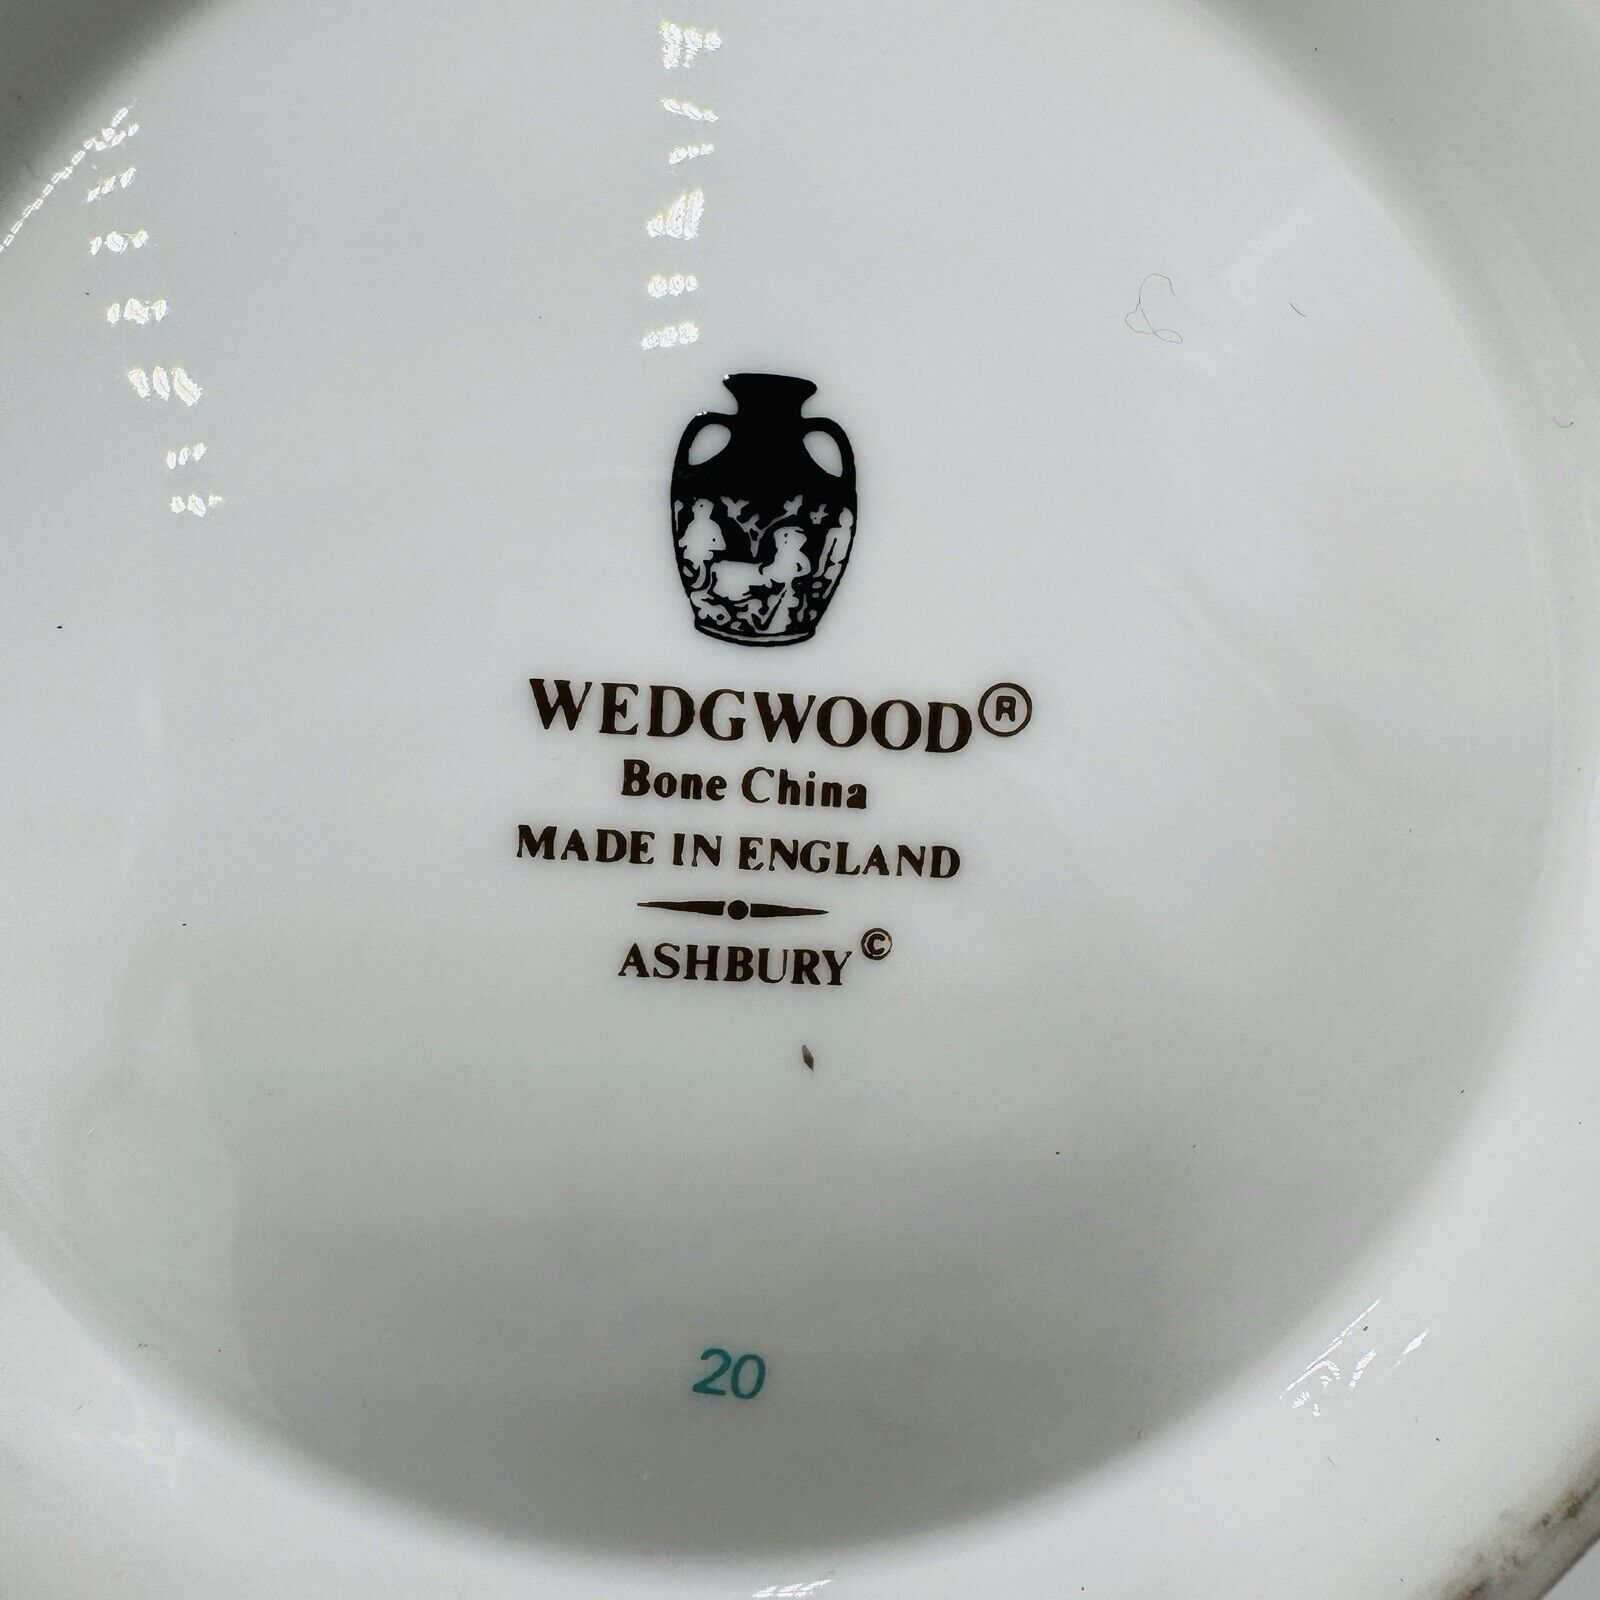 WEDGWOOD®
Bone China
MADE IN ENGLAND
ASHBURY©
20